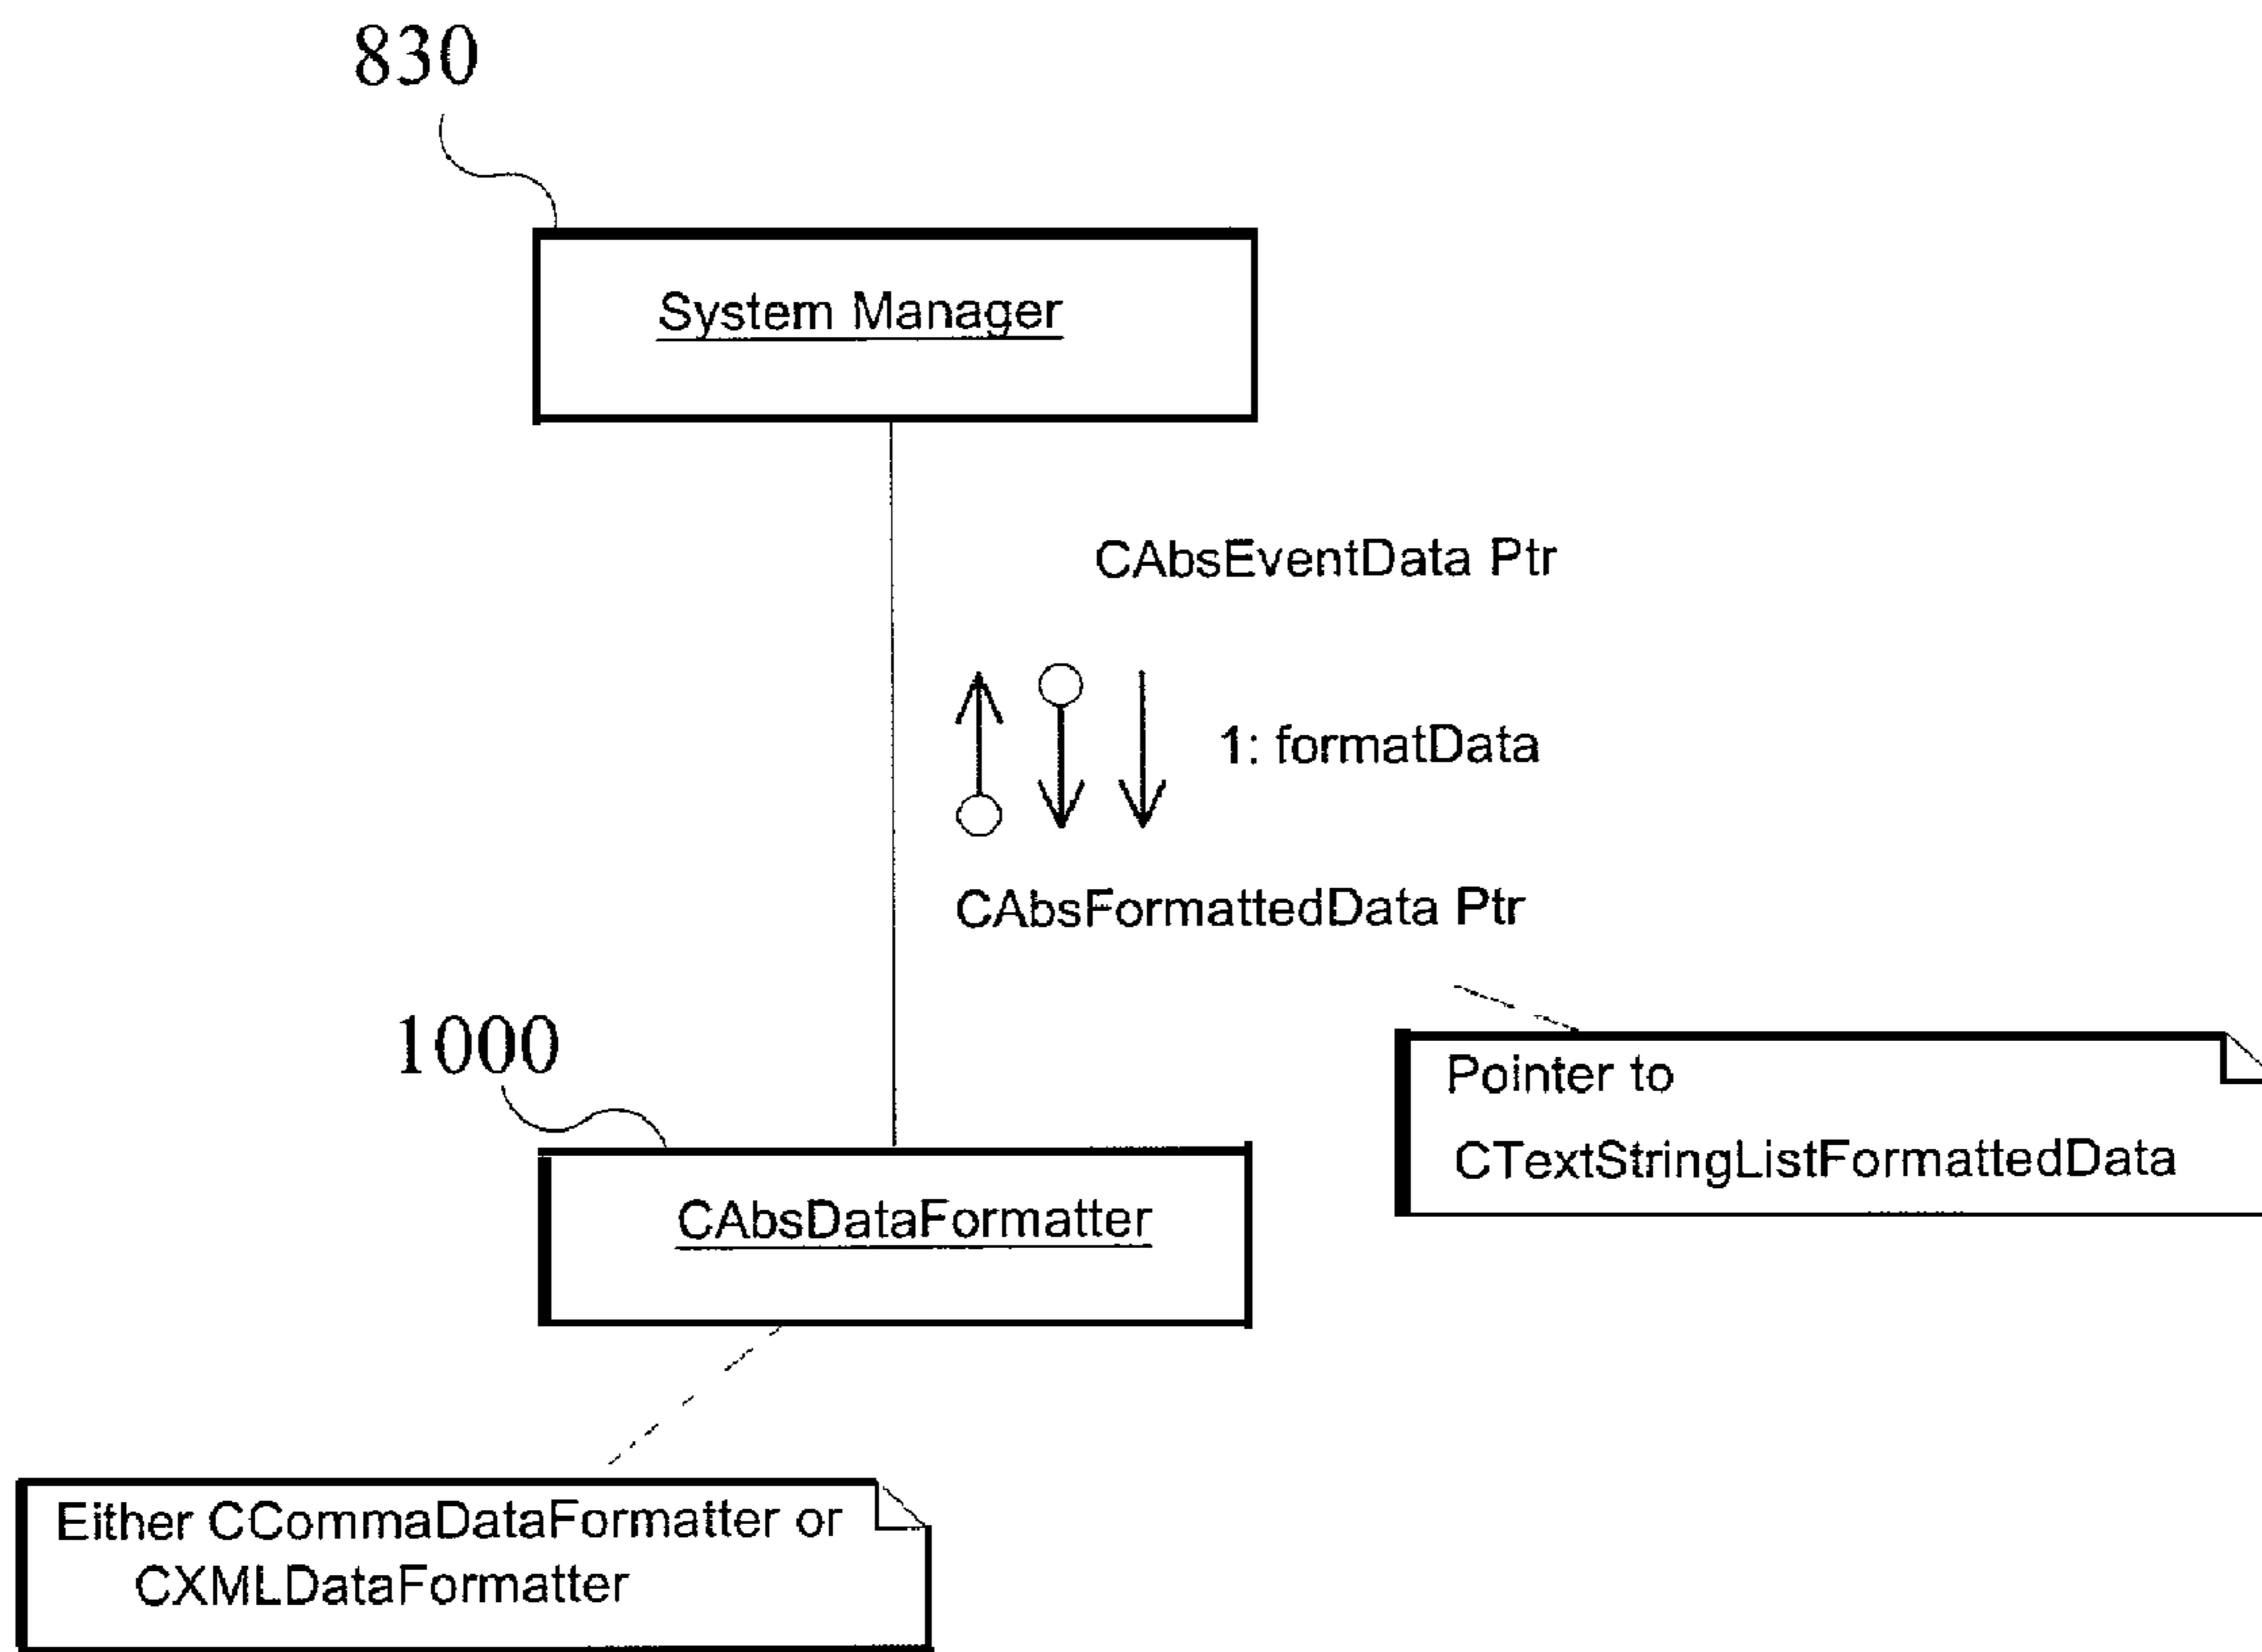 830
System Manager
CAbsEventData Ptr
1: formatData
CAbsFormattedData Ptr
1000
Pointer to
CTextStringListFormattedData
CAbsDataFormatter
Either CCommaDataFormatter or
CXMLDataFormatter